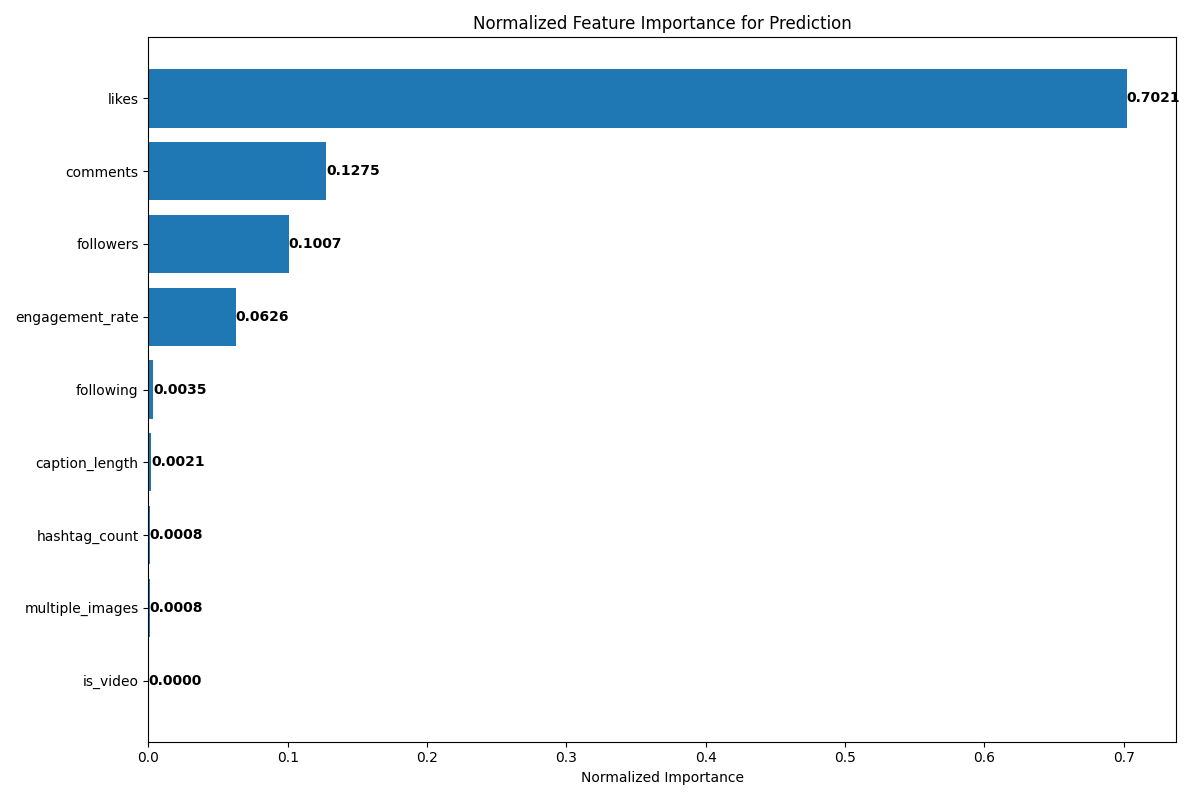 Normalized Feature Importance for Prediction
likes 0.7021
comments 0.1275
followers 0.1007
engagement_rate 0.0626
following 0.0035
caption_length 0.0021
hashtag_count 0.0008
multiple_images 0.0008
is_video 0.0000
0.0 0.1 0.2 0.3 0.4 0.5 0.6 0.7
Normalized Importance